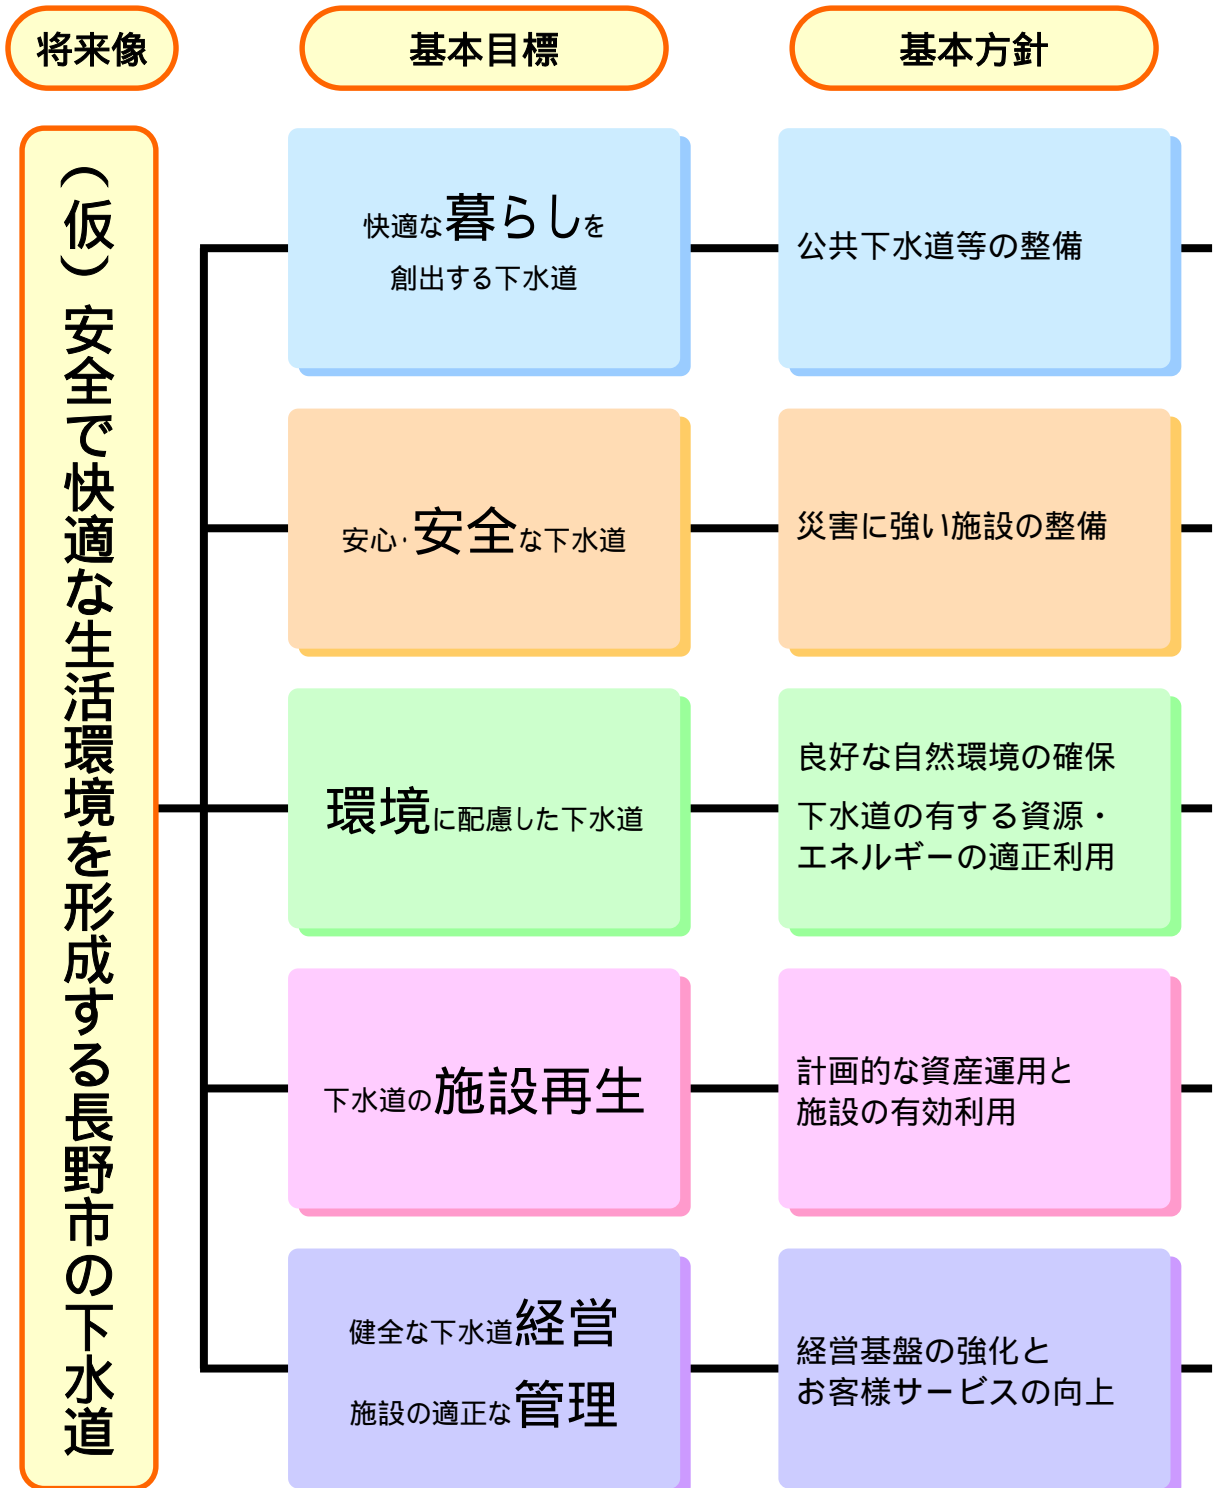 将来像
基本目標
基本方針
（仮）安全で快適な生活環境を形成する長野市の下水道
快適な暮らしを
創出する下水道
公共下水道等の整備
安心・安全な下水道
災害に強い施設の整備
環境に配慮した下水道
良好な自然環境の確保
下水道の有する資源・
エネルギーの適正利用
下水道の施設再生
計画的な資産運用と
施設の有効利用
健全な下水道経営
施設の適正な管理
経営基盤の強化と
お客様サービスの向上